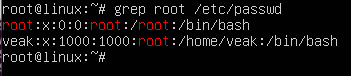 root@linux:~# grep root /etc/passwd
root:x:0:0:root:/root:/bin/bash
veak:x:1000:1000:root:/home/veak:/bin/bash
root@linux:~#